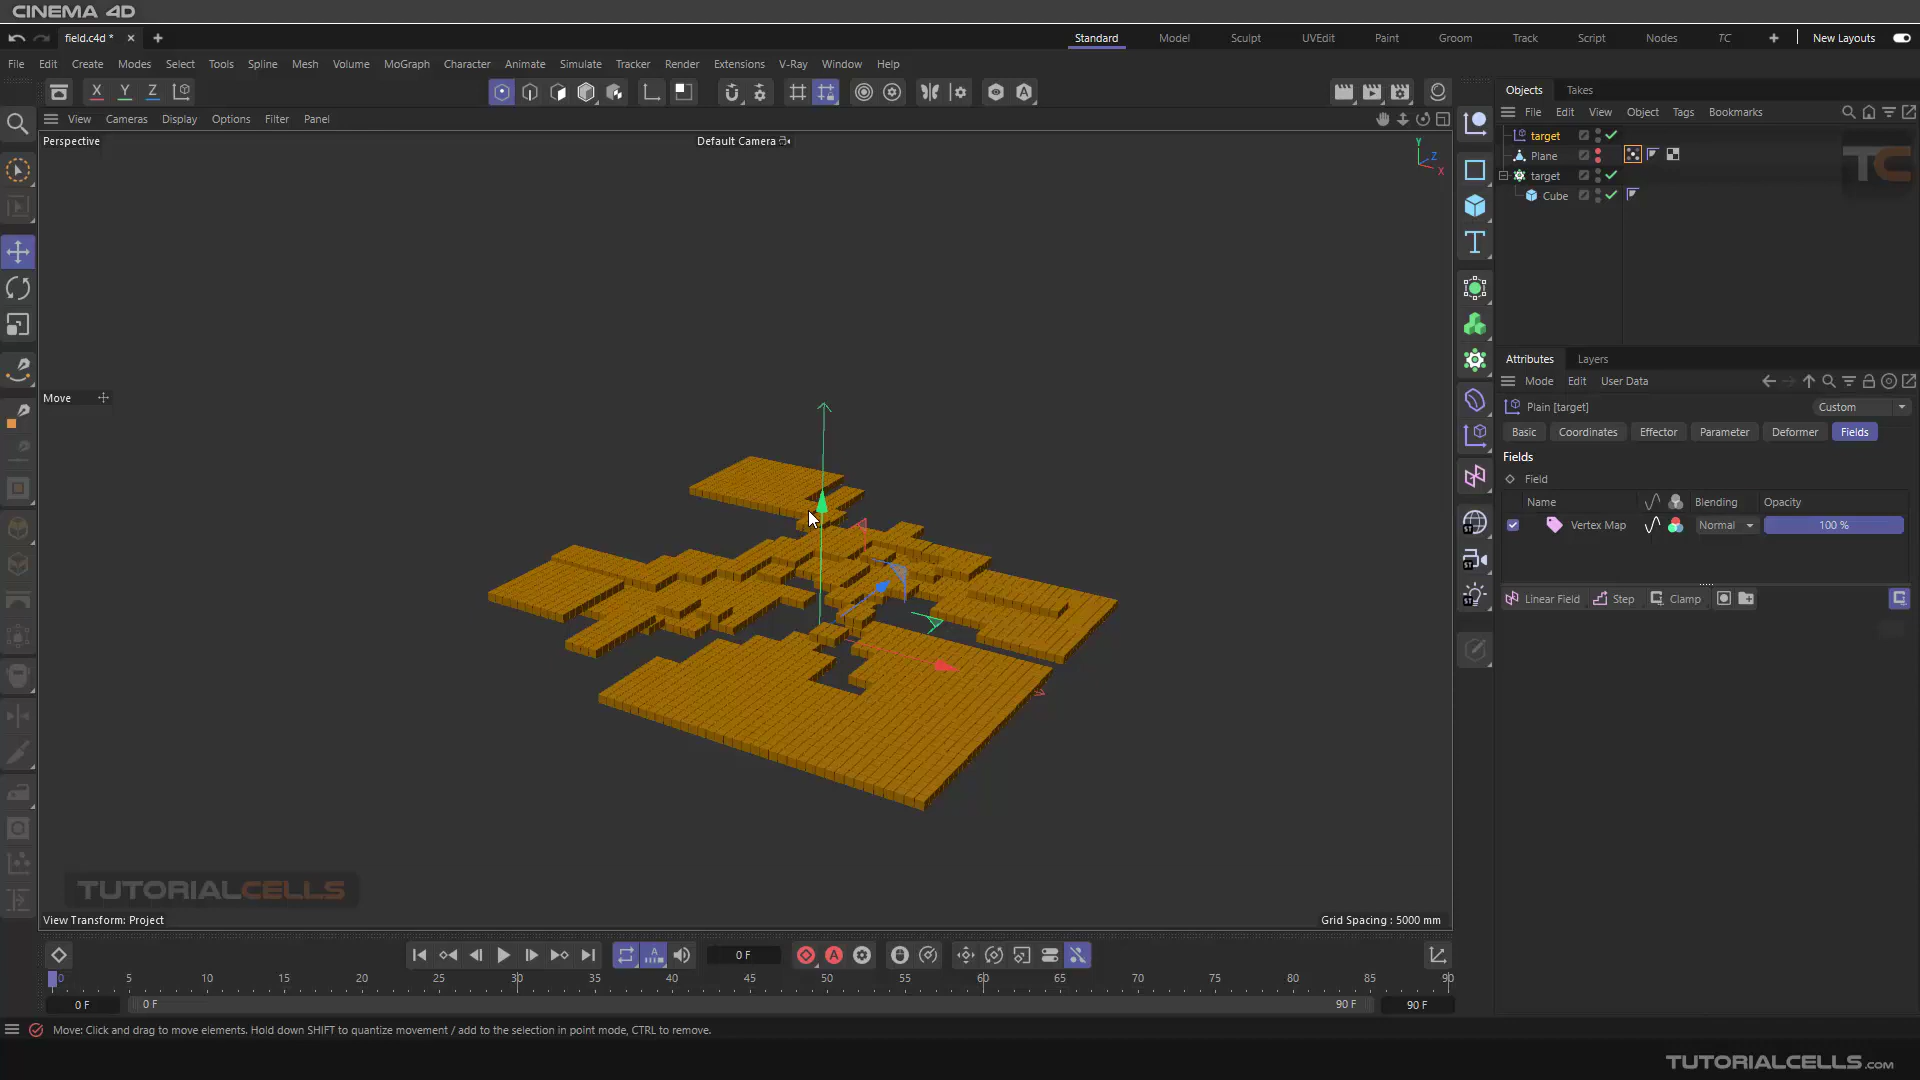 CINEMA 4D
field.c4d *
Standard Model Sculpt UVEdit Paint Groom Track Script Nodes TC New Layouts
File Edit Create Modes Select Tools Spline Mesh Volume MoGraph Character Animate Simulate Tracker Render Extensions V-Ray Window Help
X Y Z
View Cameras Display Options Filter Panel
Perspective
Default Camera
Y
Z
X
Move
TUTORIALCELLS
View Transform: Project
Grid Spacing : 5000 mm
Objects Takes
File Edit View Object Tags Bookmarks
target
Plane
target
Cube
TC
Attributes Layers
Mode Edit User Data
Plain [target]
Custom
Basic Coordinates Effector Parameter Deformer Fields
Fields
Field
Name Blending Opacity
Vertex Map Normal 100 %
Linear Field Step Clamp
0 F
0 5 10 15 20 25 30 35 40 45 50 55 60 65 70 75 80 85 90
0 F 0 F 90 F 90 F
Move: Click and drag to move elements. Hold down SHIFT to quantize movement / add to the selection in point mode, CTRL to remove.
TUTORIALCELLS.com